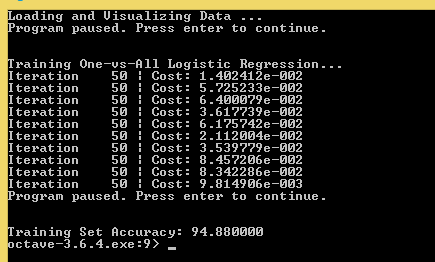 Loading and Visualizing Data ...
Program paused. Press enter to continue.
Training One-vs-All Logistic Regression...
Iteration    50 | Cost: 1.402412e-002
Iteration    50 | Cost: 5.725233e-002
Iteration    50 | Cost: 6.400079e-002
Iteration    50 | Cost: 3.617739e-002
Iteration    50 | Cost: 6.175742e-002
Iteration    50 | Cost: 2.112004e-002
Iteration    50 | Cost: 3.539779e-002
Iteration    50 | Cost: 8.457206e-002
Iteration    50 | Cost: 8.342286e-002
Iteration    50 | Cost: 9.814906e-003
Program paused. Press enter to continue.
Training Set Accuracy: 94.880000
octave-3.6.4.exe:9> _